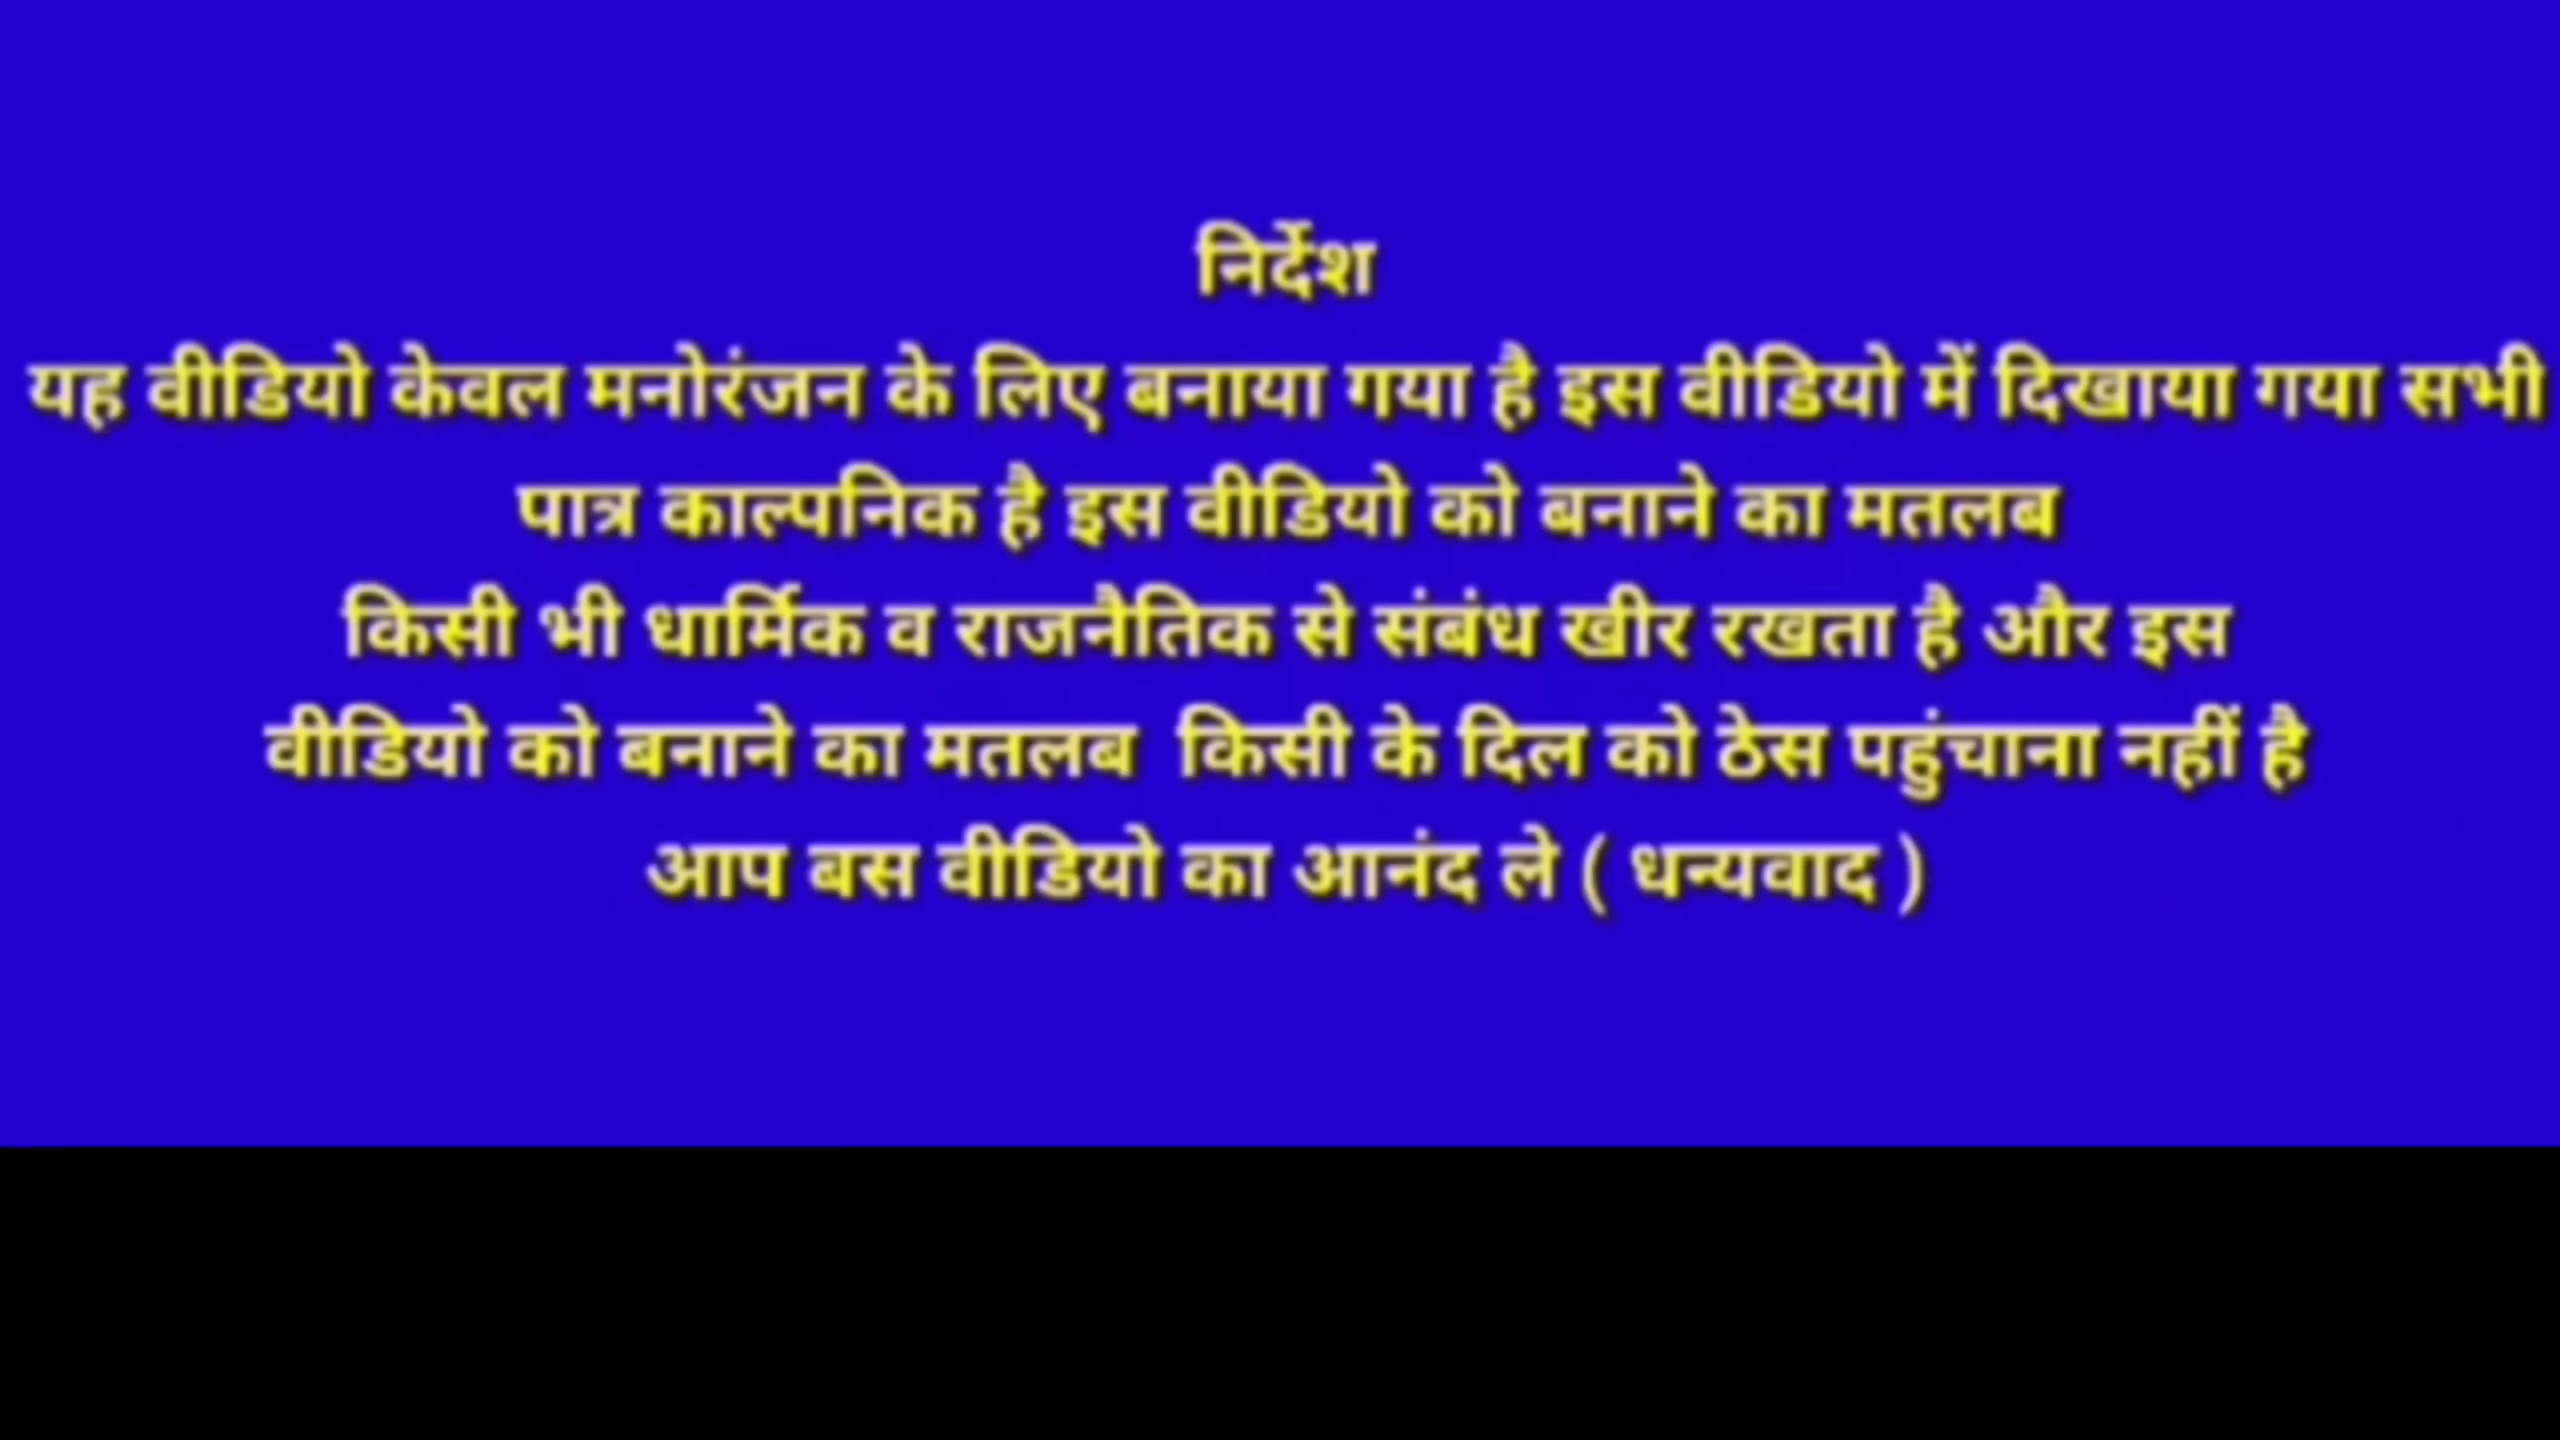 निर्देश
यह वीडियो केवल मनोरंजन के लिए बनाया गया है इस वीडियो में दिखाया गया सभी
पात्र काल्पनिक है इस वीडियो को बनाने का मतलब
किसी भी धार्मिक व राजनैतिक से संबंध खीर रखता है और इस
वीडियो को बनाने का मतलब किसी के दिल को ठेस पहुंचाना नहीं है
आप बस वीडियो का आनंद ले ( धन्यवाद )